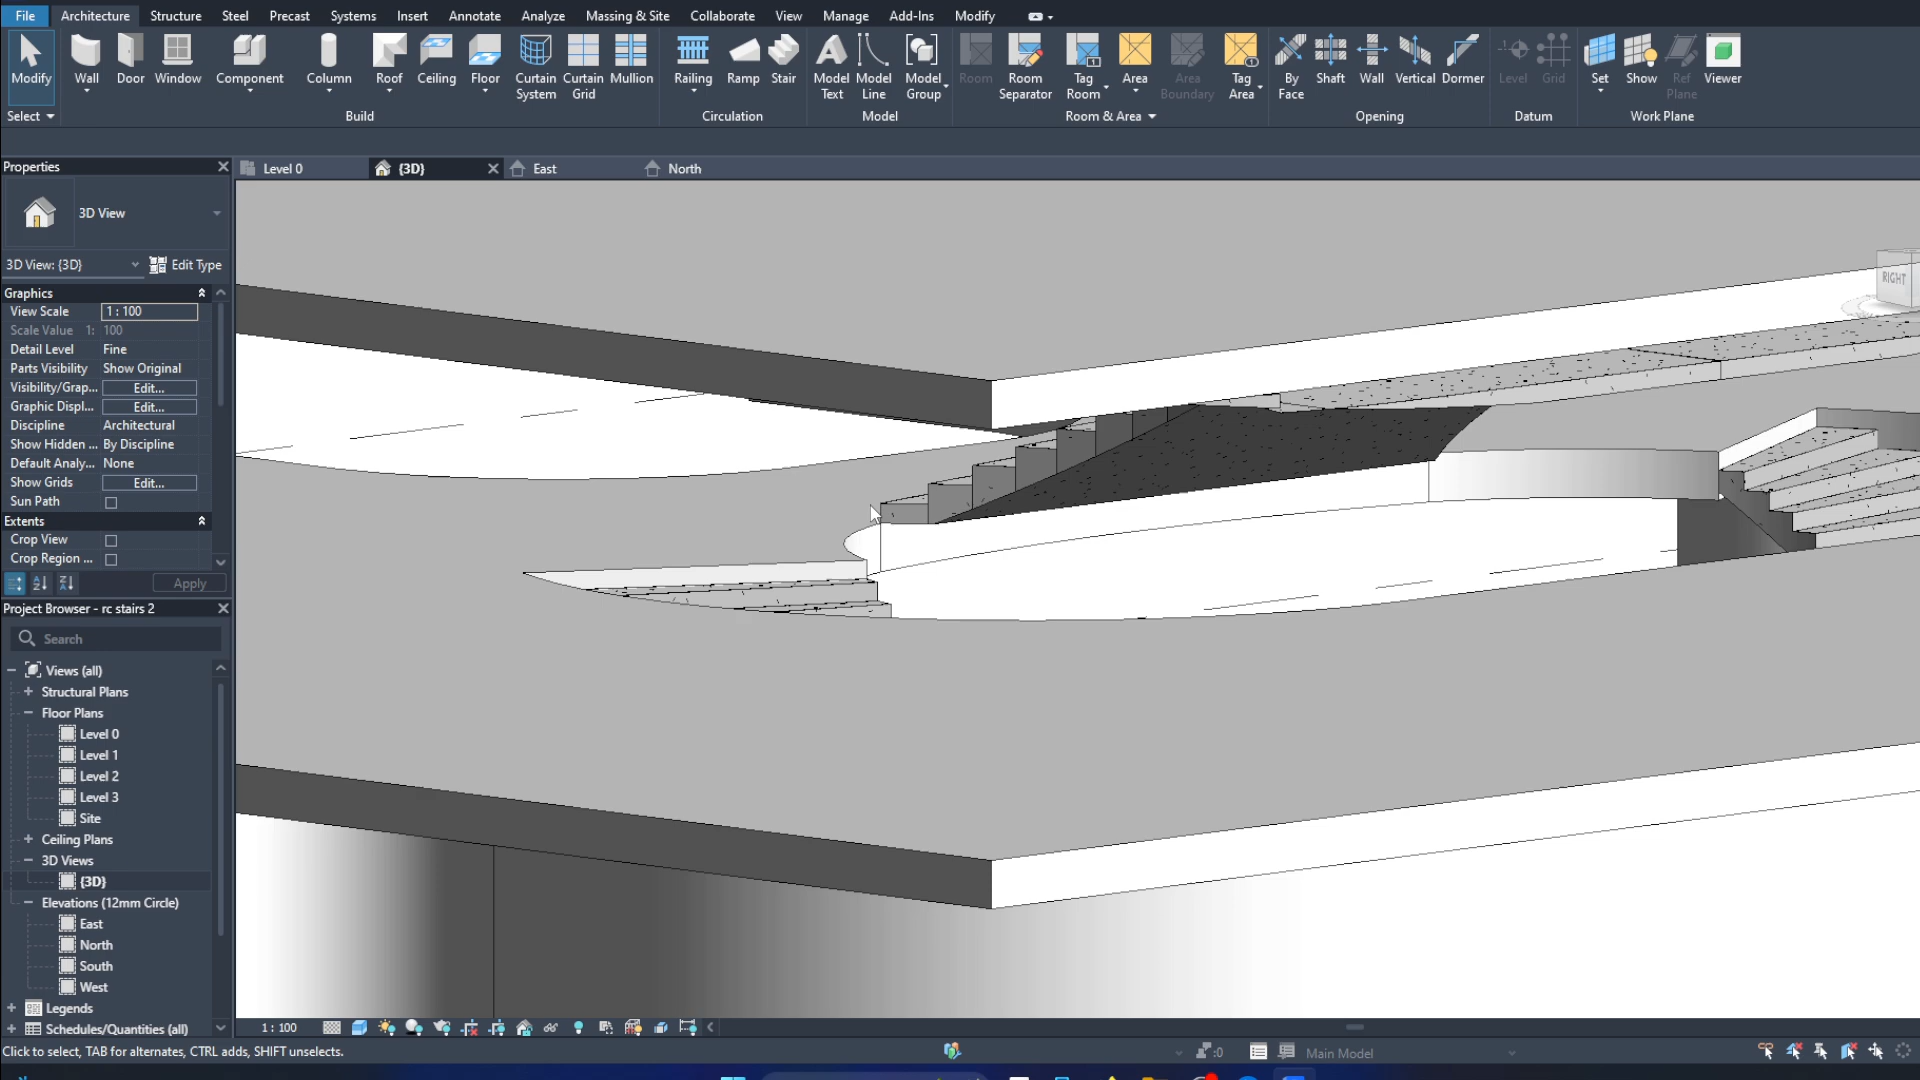 File Architecture Structure Steel Precast Systems Insert Annotate Analyze Massing & Site Collaborate View Manage Add-Ins Modify
Modify Wall Door Window Component Column Roof Ceiling Floor Curtain System Curtain Grid Mullion Railing Ramp Stair Model Text Model Line Model Group Room Room Separator Tag Room Area Area Boundary Tag Area By Face Shaft Wall Vertical Dormer Level Grid Set Show Ref Plane Viewer
Select Build Circulation Model Room & Area Opening Datum Work Plane
Properties
Level 0 {3D} East North
3D View
3D View: {3D} Edit Type
Graphics
View Scale 1 : 100
Scale Value 1: 100
Detail Level Fine
Parts Visibility Show Original
Visibility/Grap... Edit...
Graphic Displ... Edit...
Discipline Architectural
Show Hidden ... By Discipline
Default Analy... None
Show Grids Edit...
Sun Path
Extents
Crop View
Crop Region ...
Apply
Project Browser - rc stairs 2
Search
Views (all)
Structural Plans
Floor Plans
Level 0
Level 1
Level 2
Level 3
Site
Ceiling Plans
3D Views
{3D}
Elevations (12mm Circle)
East
North
South
West
Legends
Schedules/Quantities (all)
RIGHT
1 : 100
Click to select, TAB for alternates, CTRL adds, SHIFT unselects.
:0
Main Model